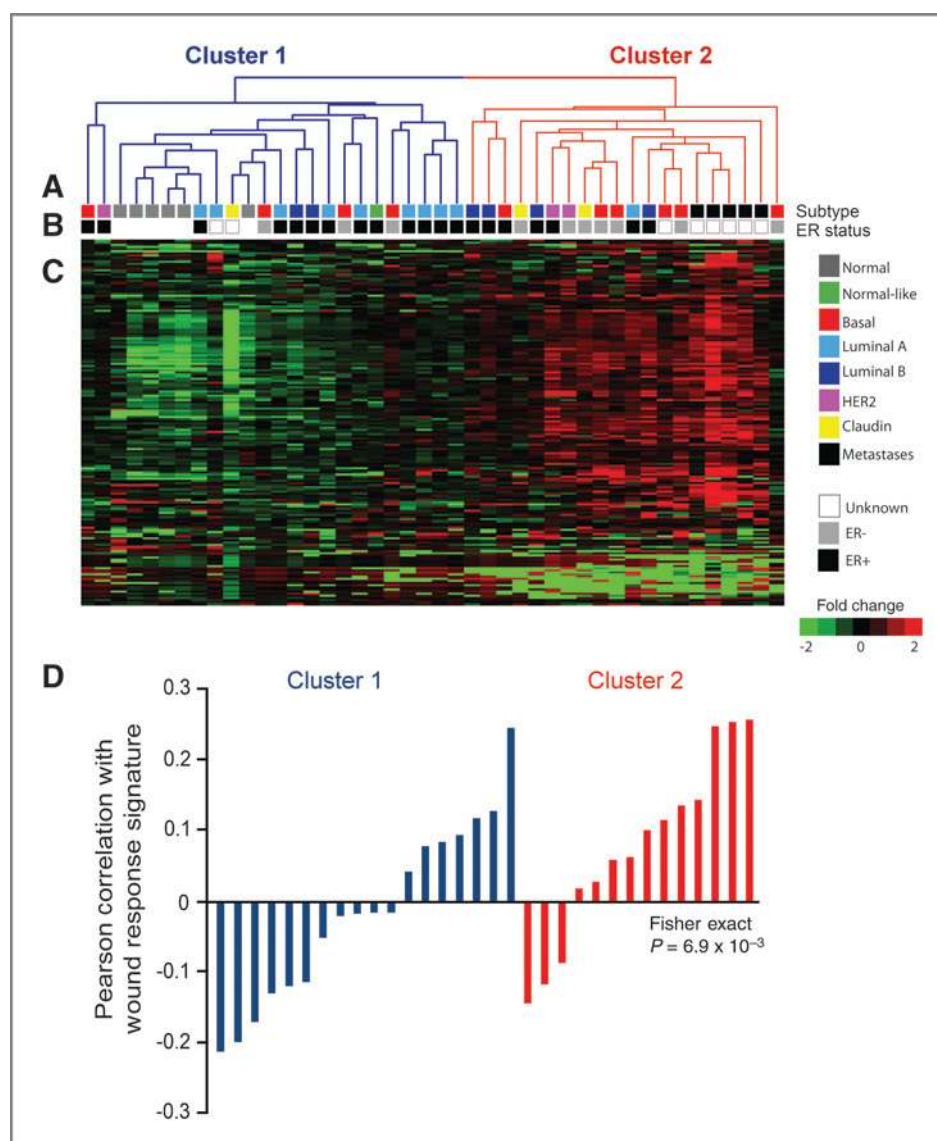 Cluster 1 Cluster 2
A
B
C
Subtype
ER status
Normal
Normal-like
Basal
Luminal A
Luminal B
HER2
Claudin
Metastases
Unknown
ER-
ER+
Fold change
-2 0 2
D
Cluster 1 Cluster 2
Pearson correlation with
wound response signature
0.3
0.2
0.1
0
-0.1
-0.2
-0.3
Fisher exact
P = 6.9 x 10⁻³